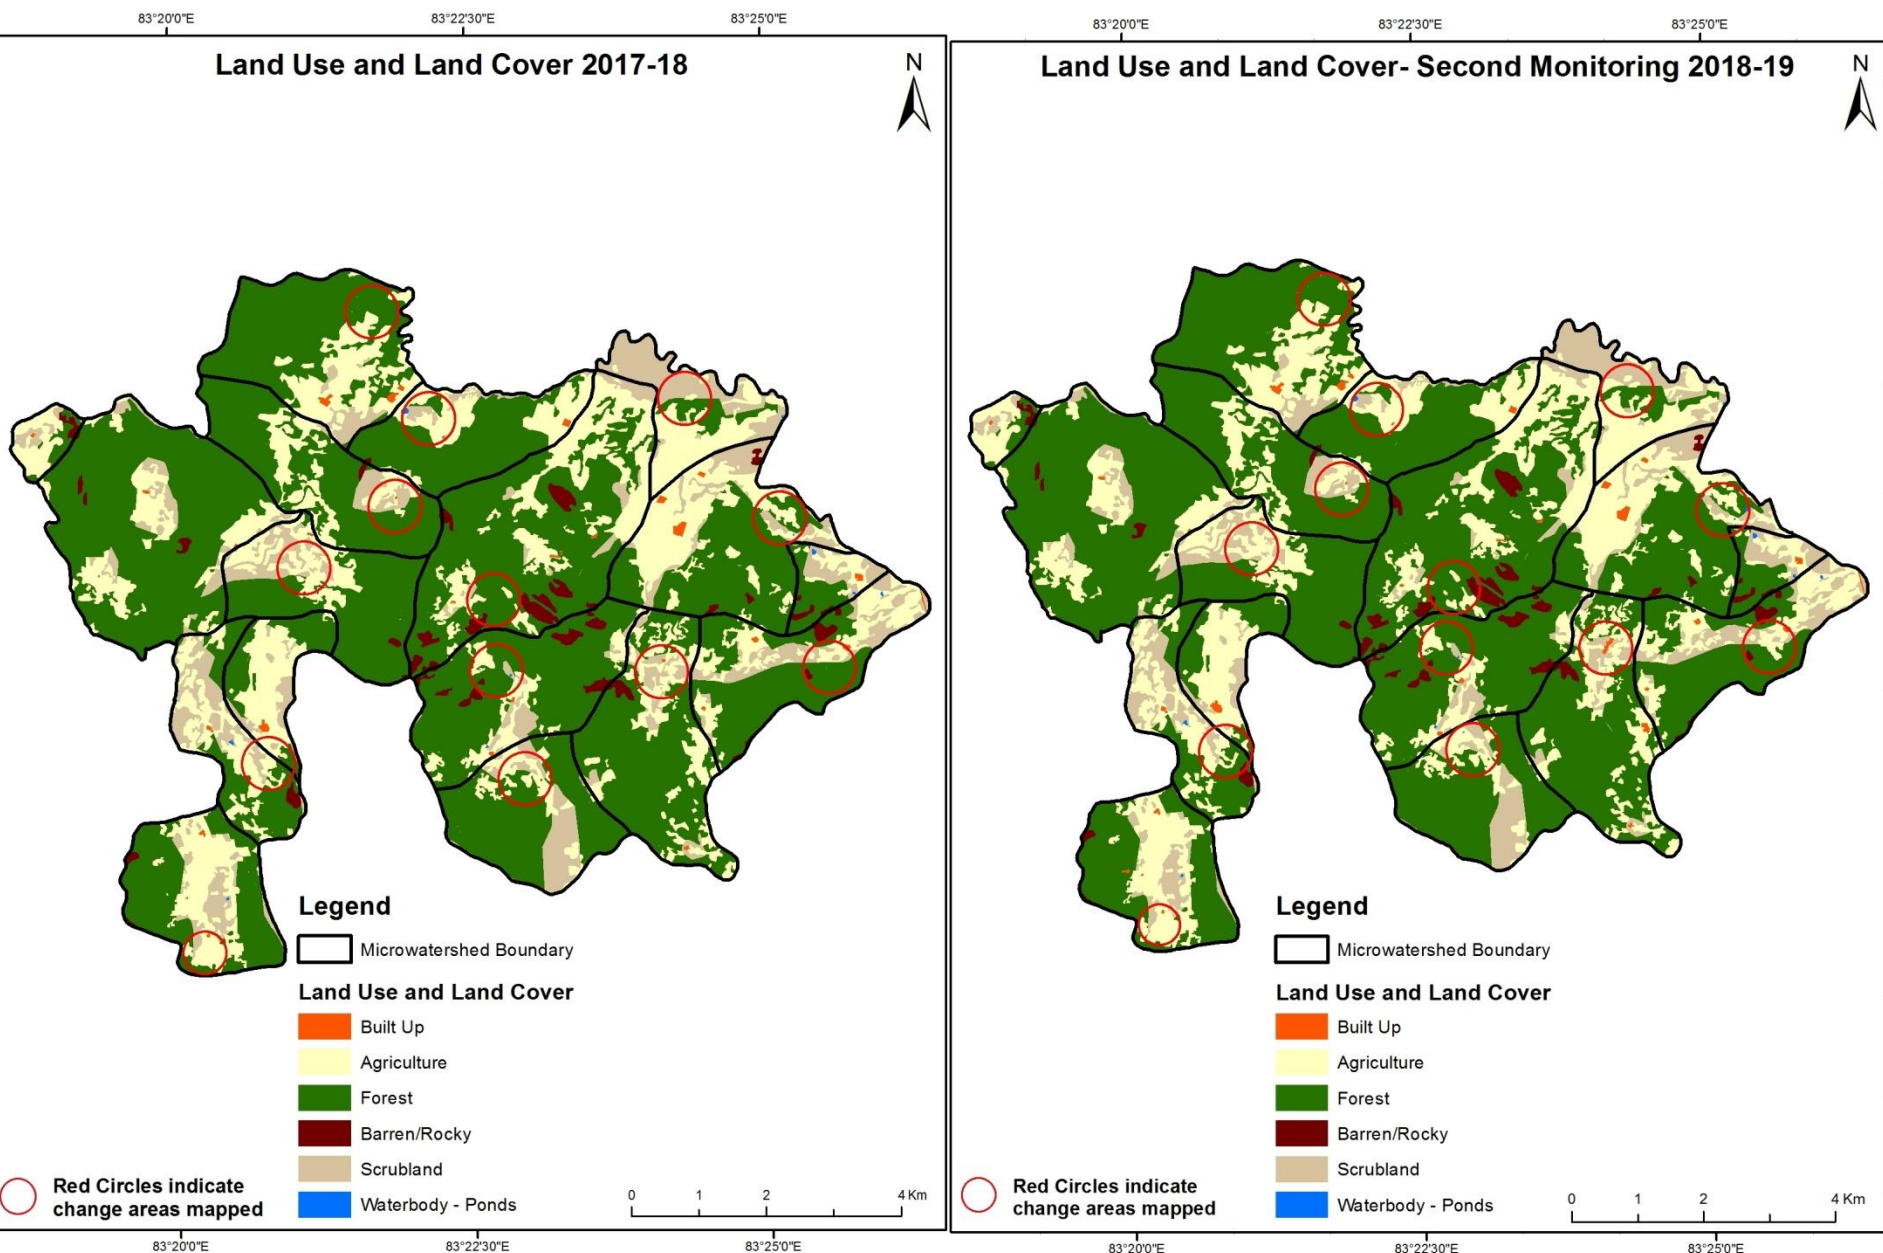 83°20'0"E 83°22'30"E 83°25'0"E
Land Use and Land Cover 2017-18
N
Legend
Microwatershed Boundary
Land Use and Land Cover
Built Up
Agriculture
Forest
Barren/Rocky
Scrubland
Waterbody - Ponds
Red Circles indicate
change areas mapped
0 1 2 4 Km
83°20'0"E 83°22'30"E 83°25'0"E
83°20'0"E 83°22'30"E 83°25'0"E
Land Use and Land Cover- Second Monitoring 2018-19
N
Legend
Microwatershed Boundary
Land Use and Land Cover
Built Up
Agriculture
Forest
Barren/Rocky
Scrubland
Waterbody - Ponds
Red Circles indicate
change areas mapped
0 1 2 4 Km
83°20'0"E 83°22'30"E 83°25'0"E